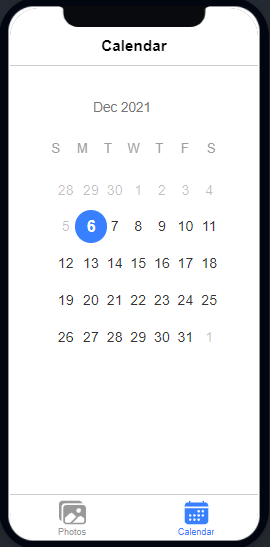 Calendar
Dec 2021
S M T W T F S
28 29 30 1 2 3 4
5 6 7 8 9 10 11
12 13 14 15 16 17 18
19 20 21 22 23 24 25
26 27 28 29 30 31 1
Photos Calendar